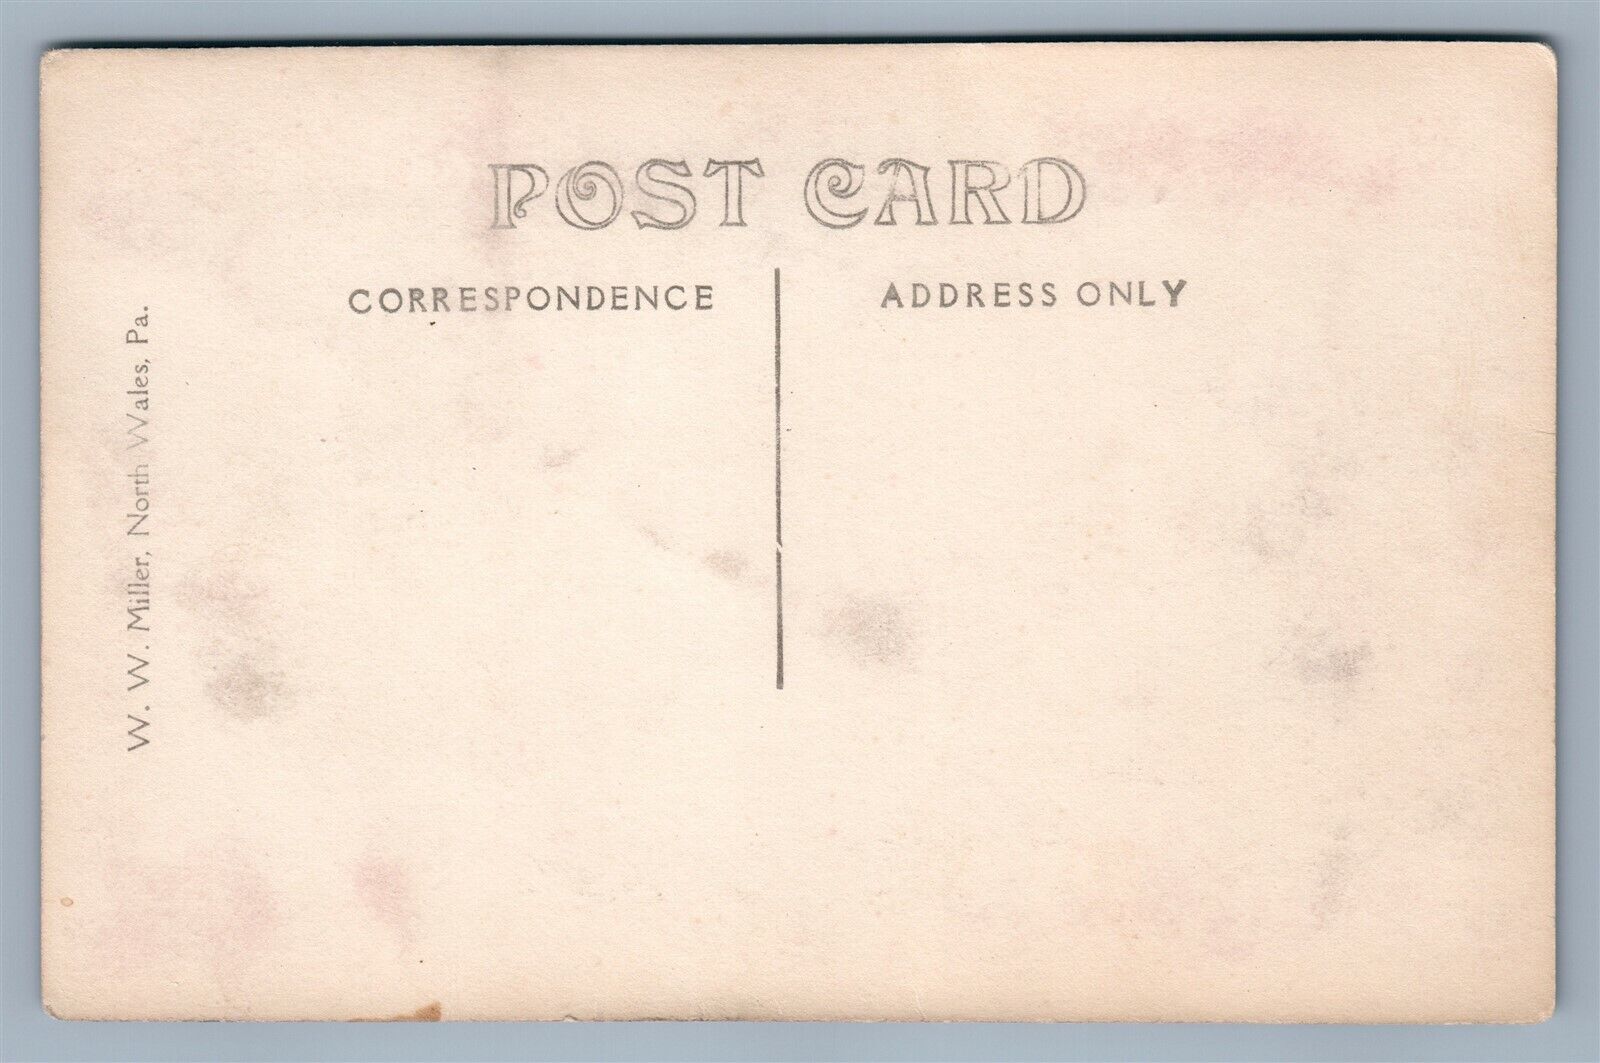 POST CARD
CORRESPONDENCE
ADDRESS ONLY
W. W. Miller, North Wales, Pa.